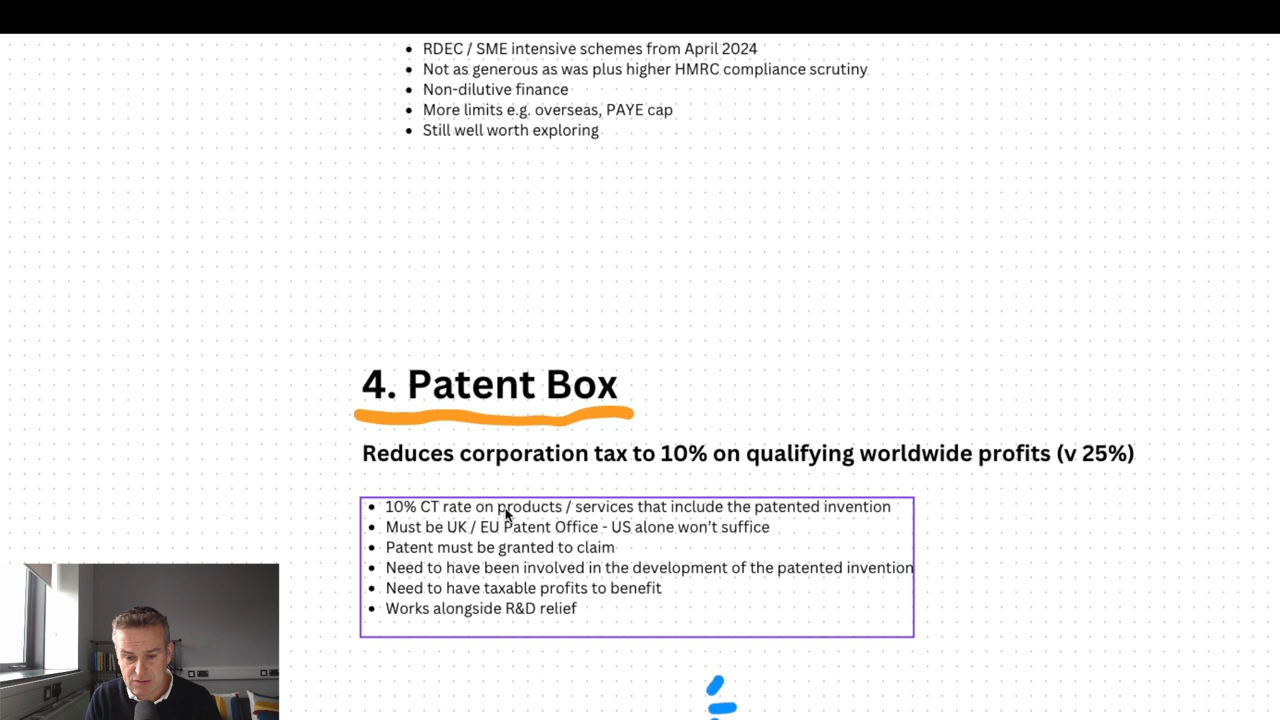 RDEC / SME intensive schemes from April 2024
Not as generous as was plus higher HMRC compliance scrutiny
Non-dilutive finance
More limits e.g. overseas, PAYE cap
Still well worth exploring
4. Patent Box
Reduces corporation tax to 10% on qualifying worldwide profits (v 25%)
10% CT rate on products / services that include the patented invention
Must be UK / EU Patent Office - US alone won't suffice
Patent must be granted to claim
Need to have been involved in the development of the patented invention
Need to have taxable profits to benefit
Works alongside R&D relief